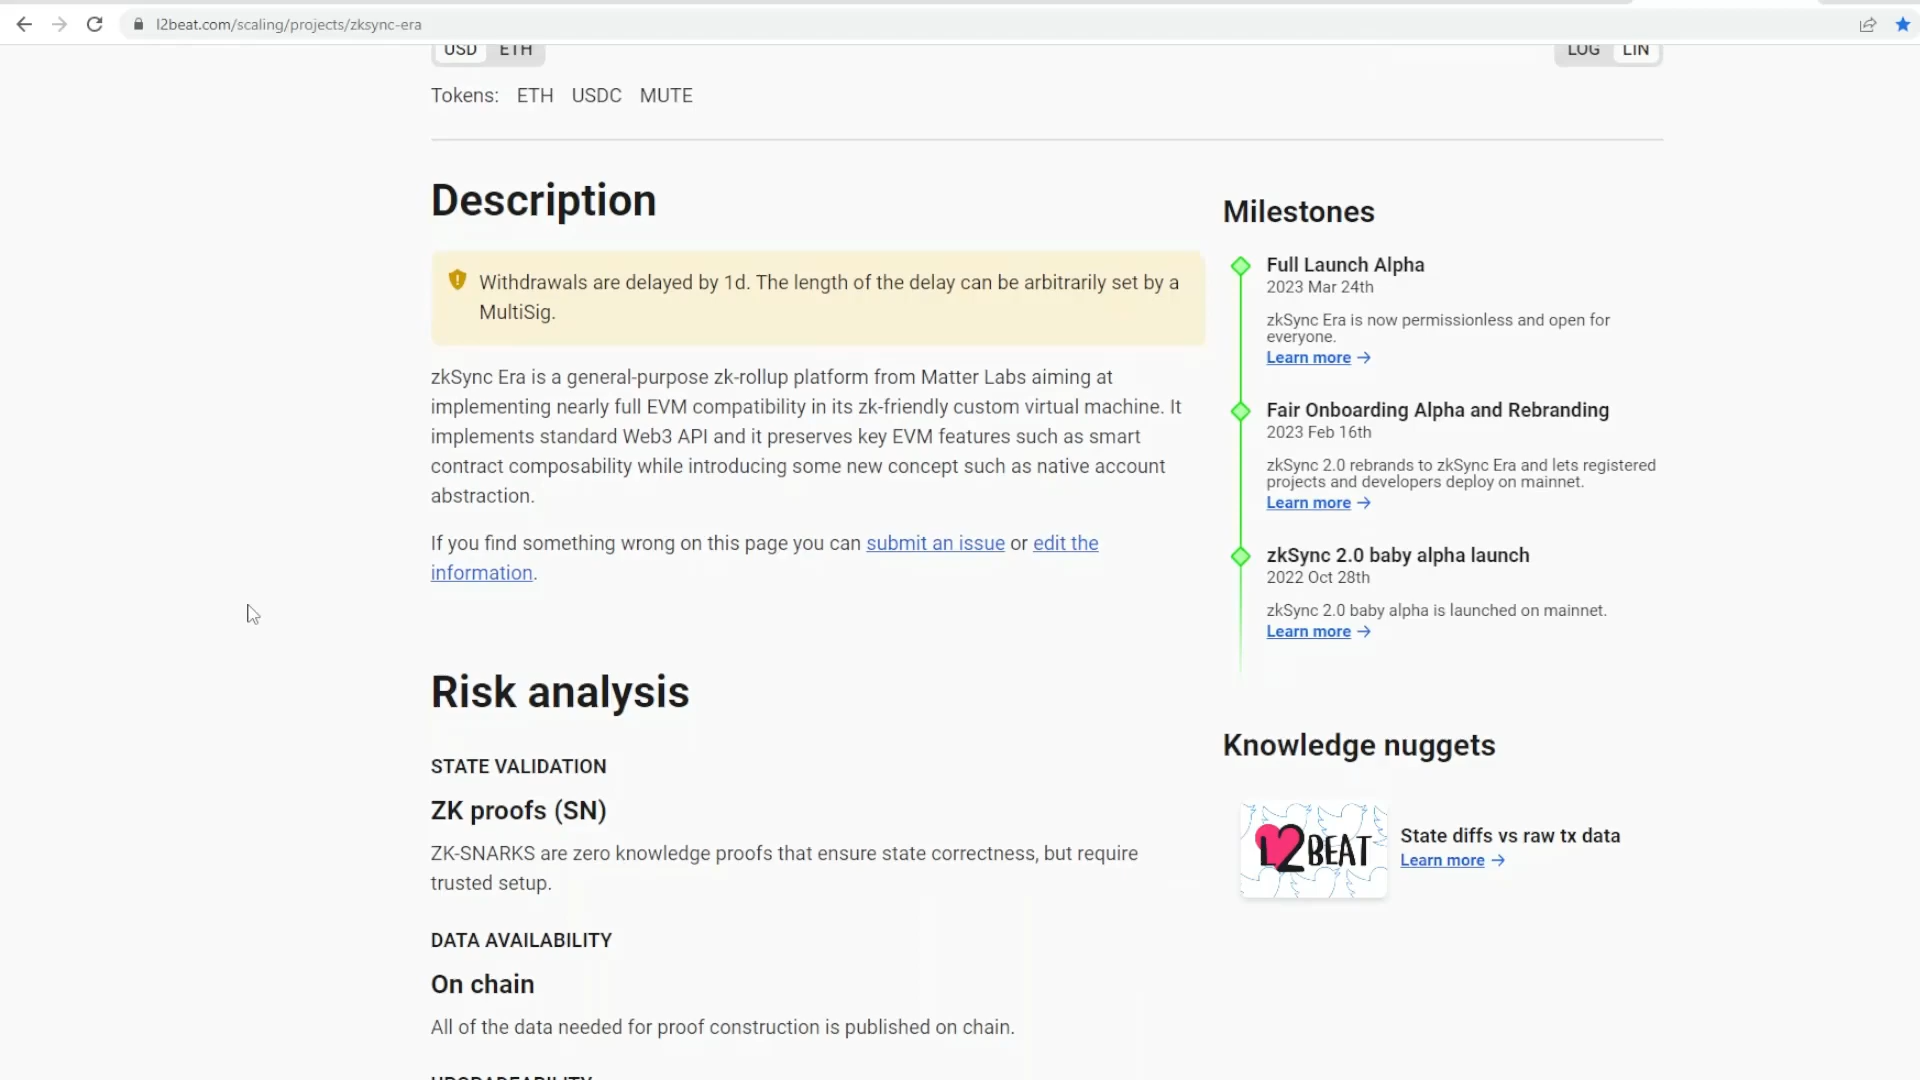 l2beat.com/scaling/projects/zksync-era
USD ETH
LOG LIN
Tokens: ETH USDC MUTE
Description
Withdrawals are delayed by 1d. The length of the delay can be arbitrarily set by a
MultiSig.
zkSync Era is a general-purpose zk-rollup platform from Matter Labs aiming at
implementing nearly full EVM compatibility in its zk-friendly custom virtual machine. It
implements standard Web3 API and it preserves key EVM features such as smart
contract composability while introducing some new concept such as native account
abstraction.
If you find something wrong on this page you can submit an issue or edit the
information.
Risk analysis
STATE VALIDATION
ZK proofs (SN)
ZK-SNARKS are zero knowledge proofs that ensure state correctness, but require
trusted setup.
DATA AVAILABILITY
On chain
All of the data needed for proof construction is published on chain.
UPGRADEABILITY
Milestones
Full Launch Alpha
2023 Mar 24th
zkSync Era is now permissionless and open for
everyone.
Learn more →
Fair Onboarding Alpha and Rebranding
2023 Feb 16th
zkSync 2.0 rebrands to zkSync Era and lets registered
projects and developers deploy on mainnet.
Learn more →
zkSync 2.0 baby alpha launch
2022 Oct 28th
zkSync 2.0 baby alpha is launched on mainnet.
Learn more →
Knowledge nuggets
L2BEAT
State diffs vs raw tx data
Learn more →